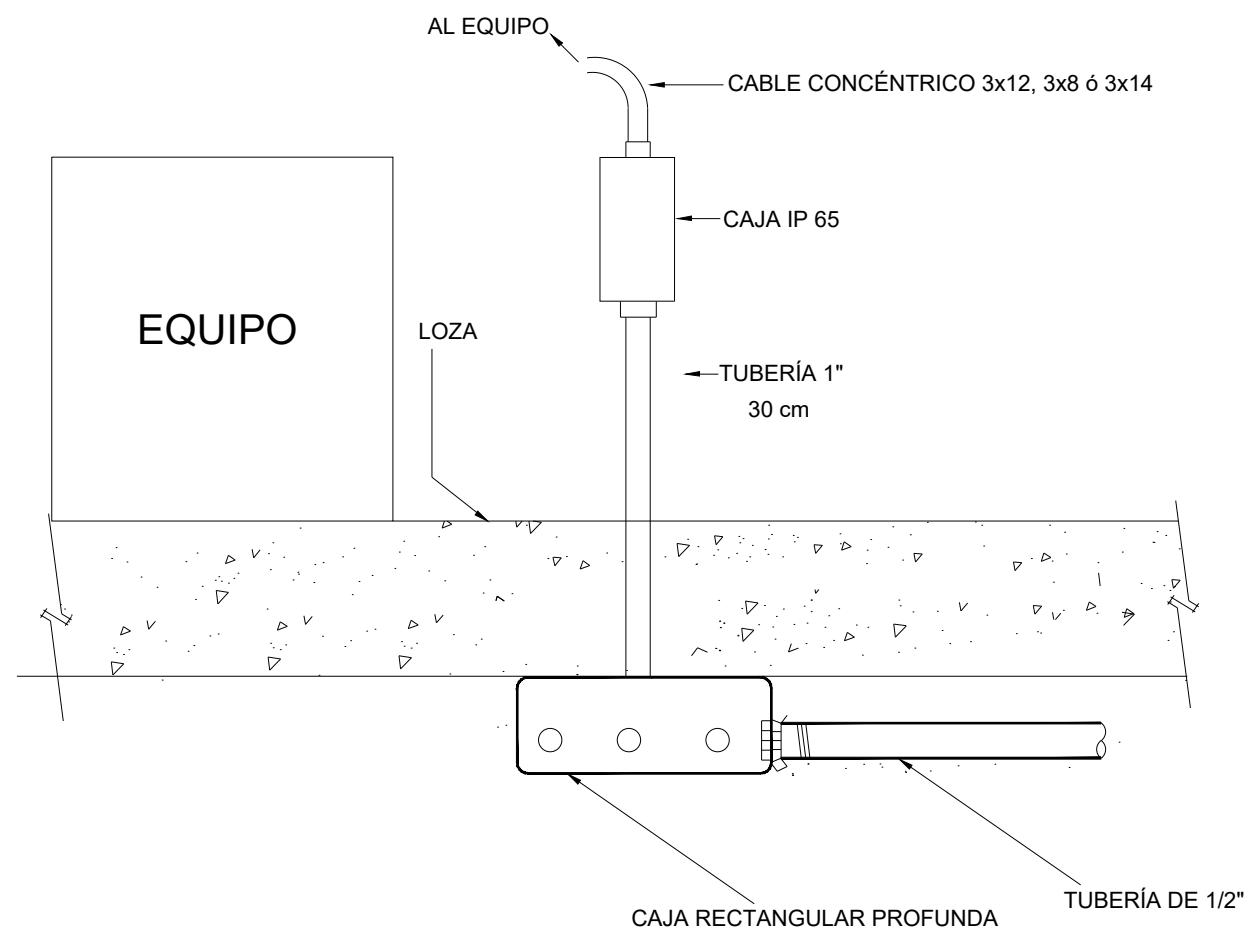 AL EQUIPO
CABLE CONCÉNTRICO 3x12, 3x8 ó 3x14
CAJA IP 65
EQUIPO
LOZA
TUBERÍA 1"
30 cm
TUBERÍA DE 1/2"
CAJA RECTANGULAR PROFUNDA